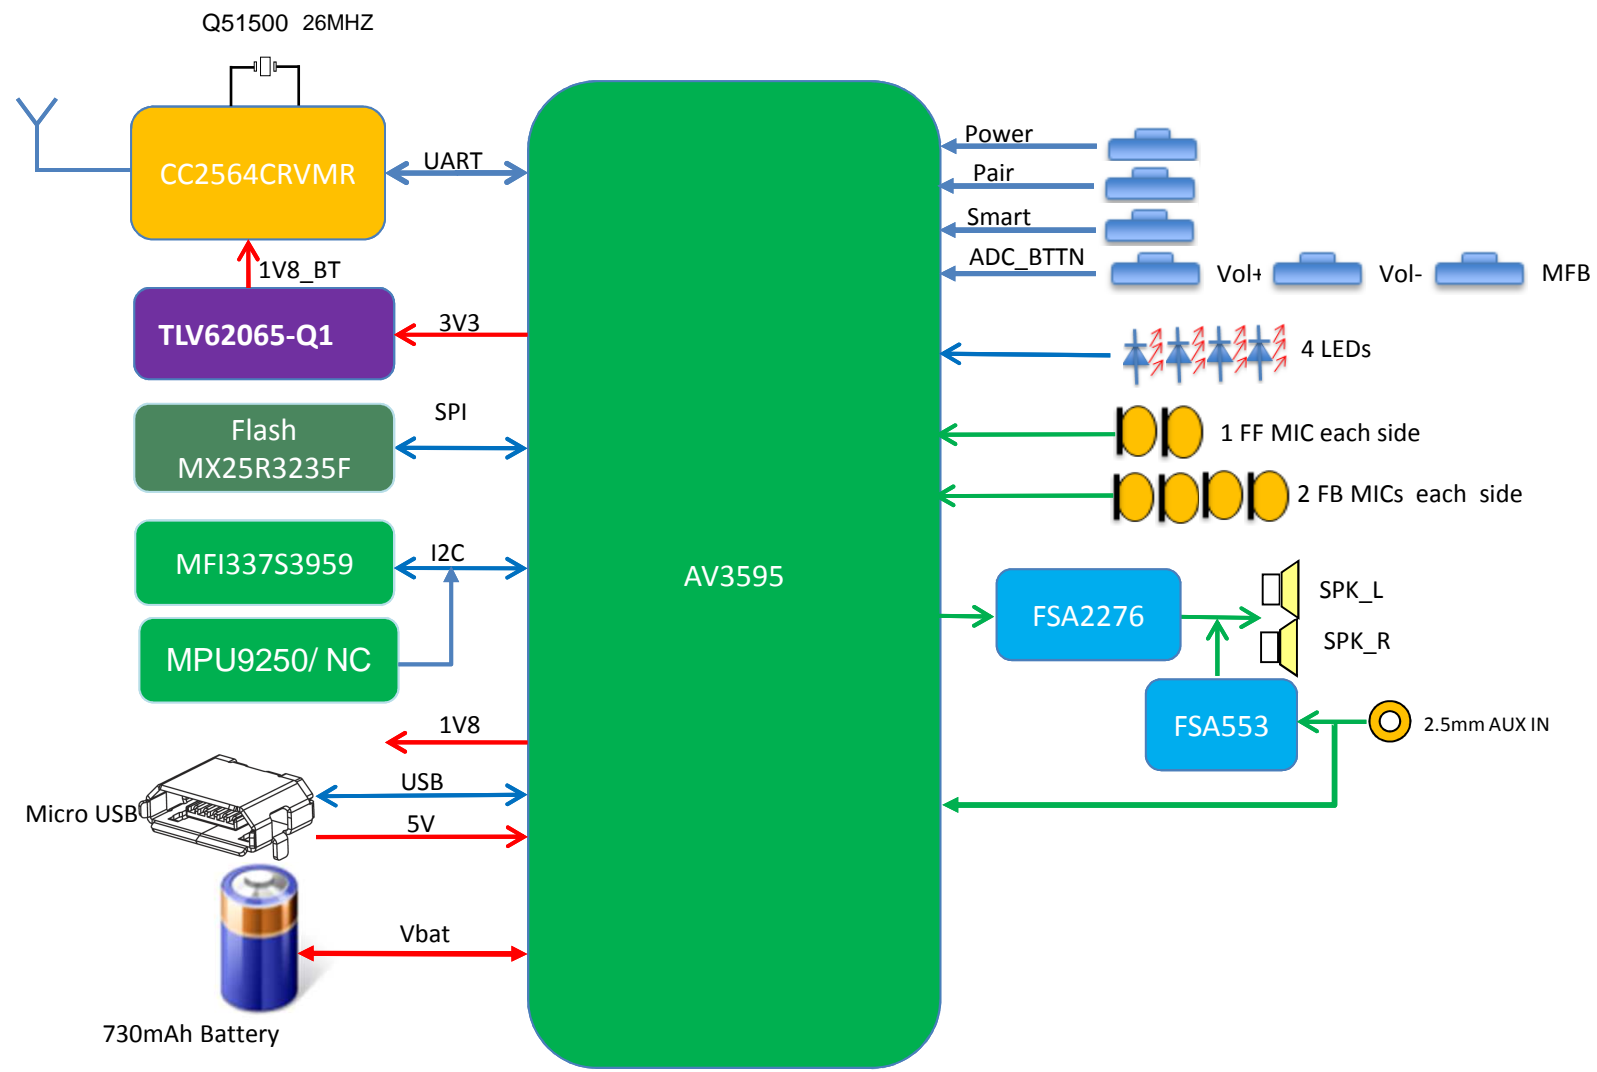 Q51500 26MHZ
CC2564CRVMR
UART
1V8_BT
TLV62065-Q1
3V3
Flash
MX25R3235F
SPI
MFI337S3959
I2C
MPU9250/ NC
1V8
USB
Micro USB
5V
Vbat
730mAh Battery
AV3595
Power
Pair
Smart
ADC_BTTN
Vol+
Vol-
MFB
4 LEDs
1 FF MIC each side
2 FB MICs each side
FSA2276
SPK_L
SPK_R
FSA553
2.5mm AUX IN